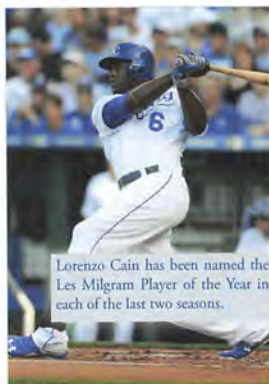 6
Lorenzo Cain has been named the
Les Milgram Player of the Year in
each of the last two seasons.